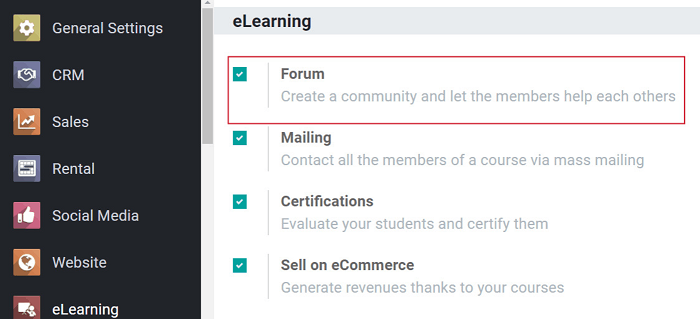 General Settings
CRM
Sales
Rental
Social Media
Website
eLearning
eLearning
Forum
Create a community and let the members help each others
Mailing
Contact all the members of a course via mass mailing
Certifications
Evaluate your students and certify them
Sell on eCommerce
Generate revenues thanks to your courses